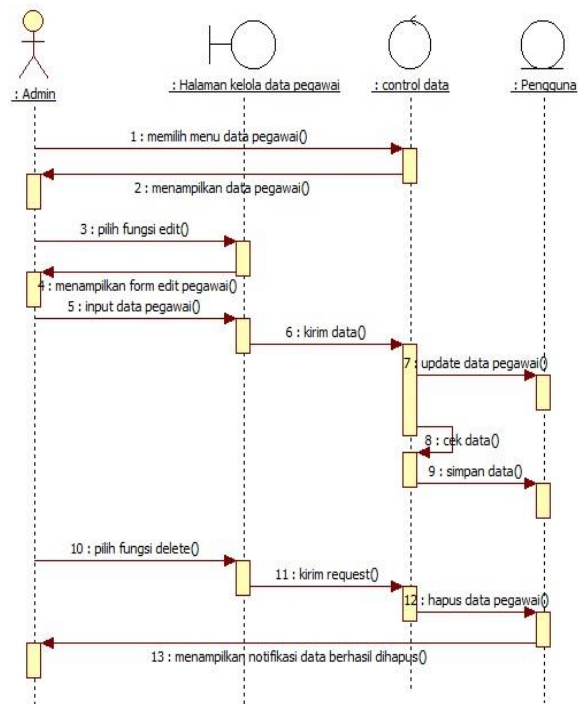 : Admin
: Halaman kelola data pegawai
: control data
: Pengguna
1 : memilih menu data pegawai()
2 : menampilkan data pegawai()
3 : pilih fungsi edit()
4 : menampilkan form edit pegawai()
5 : input data pegawai()
6 : kirim data()
7 : update data pegawai()
8 : cek data()
9 : simpan data()
10 : pilih fungsi delete()
11 : kirim request()
12 : hapus data pegawai()
13 : menampilkan notifikasi data berhasil dihapus()